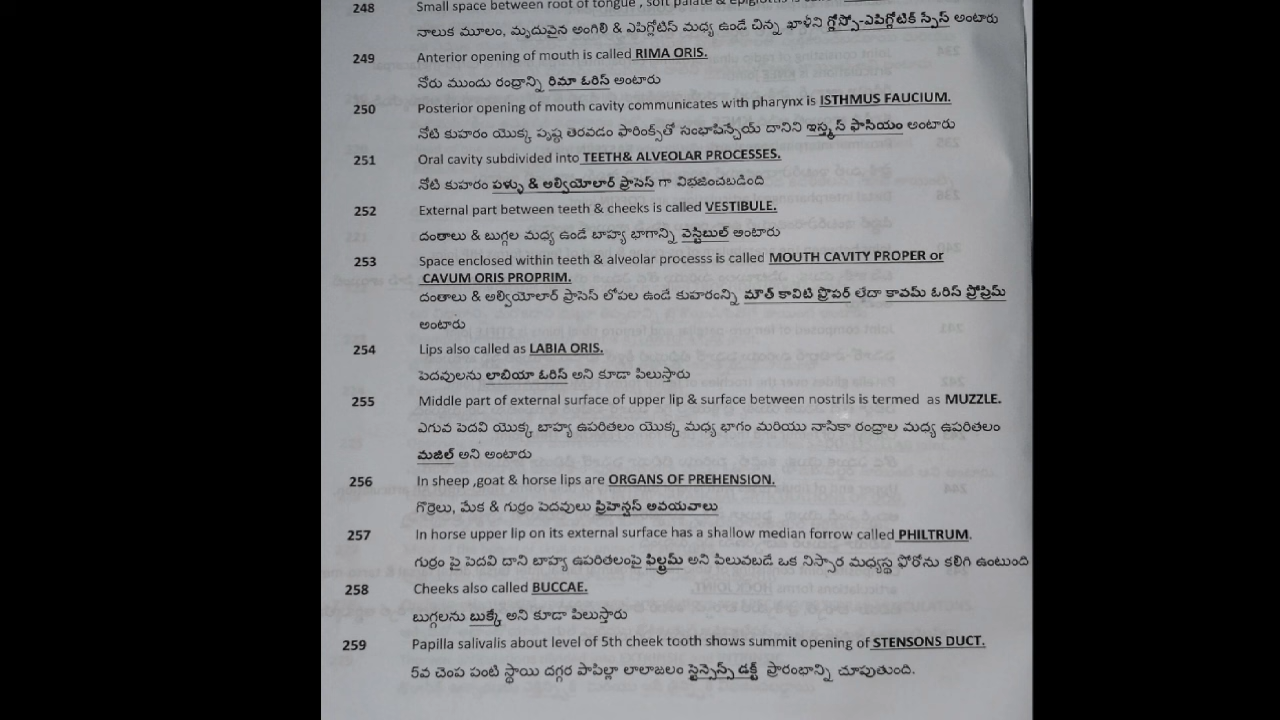 248 Small space between root of tongue , soft palate &
నాలుక మూలం, మృదువైన అంగిలి & ఎపిగ్లోటిస్ మధ్య ఉండే చిన్న ఖాళీని గ్లోస్సో-ఎపిగ్లోటిక్ స్పేస్ అంటారు
249 Anterior opening of mouth is called RIMA ORIS.
నోరు ముందు రంధ్రాన్ని రిమా ఓరిస్ అంటారు
250 Posterior opening of mouth cavity communicates with pharynx is ISTHMUS FAUCIUM.
నోటి కుహరం యొక్క పృష్ఠ తెరవడం ఫారింక్స్‌తో దానిని ఇస్త్మస్ ఫాసియం అంటారు
251 Oral cavity subdivided into TEETH& ALVEOLAR PROCESSES.
నోటి కుహరం పళ్ళు & అల్వియోలార్ ప్రాసెస్ గా విభజించబడింది
252 External part between teeth & cheeks is called VESTIBULE.
దంతాలు & బుగ్గల మధ్య ఉండే బాహ్య భాగాన్ని వెస్టిబుల్ అంటారు
253 Space enclosed within teeth & alveolar processs is called MOUTH CAVITY PROPER or
CAVUM ORIS PROPRIM.
దంతాలు & అల్వియోలార్ ప్రాసెస్ లోపల ఉండే కుహరంన్ని మౌత్ కావిటి ప్రొపర్ లేదా కావమ్ ఓరిస్ ప్రోప్రిమ్
అంటారు
254 Lips also called as LABIA ORIS.
పెదవులను లాబియా ఓరిస్ అని కూడా పిలుస్తారు
255 Middle part of external surface of upper lip & surface between nostrils is termed as MUZZLE.
ఎగువ పెదవి యొక్క బాహ్య ఉపరితలం యొక్క మధ్య భాగం మరియు నాసికా రంధ్రాల మధ్య ఉపరితలం
మజిల్ అని అంటారు
256 In sheep ,goat & horse lips are ORGANS OF PREHENSION.
గొర్రెలు, మేక & గుర్రం పెదవులు ప్రిహెన్షన్ అవయవాలు
257 In horse upper lip on its external surface has a shallow median forrow called PHILTRUM.
గుర్రం పై పెదవి దాని బాహ్య ఉపరితలంపై ఫిల్ట్రమ్ అని పిలువబడే ఒక నిస్సార మధ్యస్థ ఫోరోను కలిగి ఉంటుంది
258 Cheeks also called BUCCAE.
బుగ్గలను బుక్కే అని కూడా పిలుస్తారు
259 Papilla salivalis about level of 5th cheek tooth shows summit opening of STENSONS DUCT.
5వ చెంప పంటి స్థాయి దగ్గర పాపిల్లా లాలాజలం స్టెన్సెన్స్ డక్ట్ ప్రారంబాన్ని చూపుతుంది.